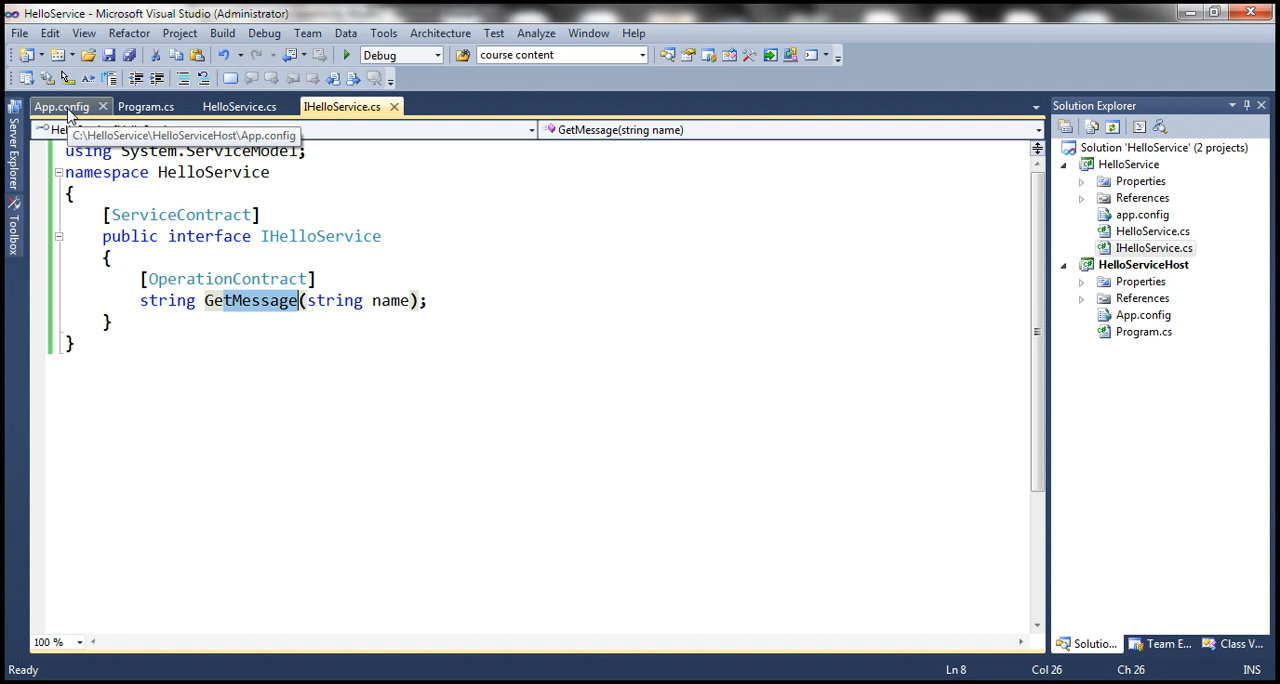 HelloService - Microsoft Visual Studio (Administrator)
File Edit View Refactor Project Build Debug Team Data Tools Architecture Test Analyze Window Help
Debug course content
App.config Program.cs HelloService.cs IHelloService.cs
Hel GetMessage(string name)
C:\HelloService\HelloServiceHost\App.config
using System.ServiceModel;
namespace HelloService
{
[ServiceContract]
public interface IHelloService
{
[OperationContract]
string GetMessage(string name);
}
}
100 %
Server Explorer
Toolbox
Solution Explorer
Solution 'HelloService' (2 projects)
HelloService
Properties
References
app.config
HelloService.cs
IHelloService.cs
HelloServiceHost
Properties
References
App.config
Program.cs
Solutio... Team E... Class V...
Ready Ln 8 Col 26 Ch 26 INS